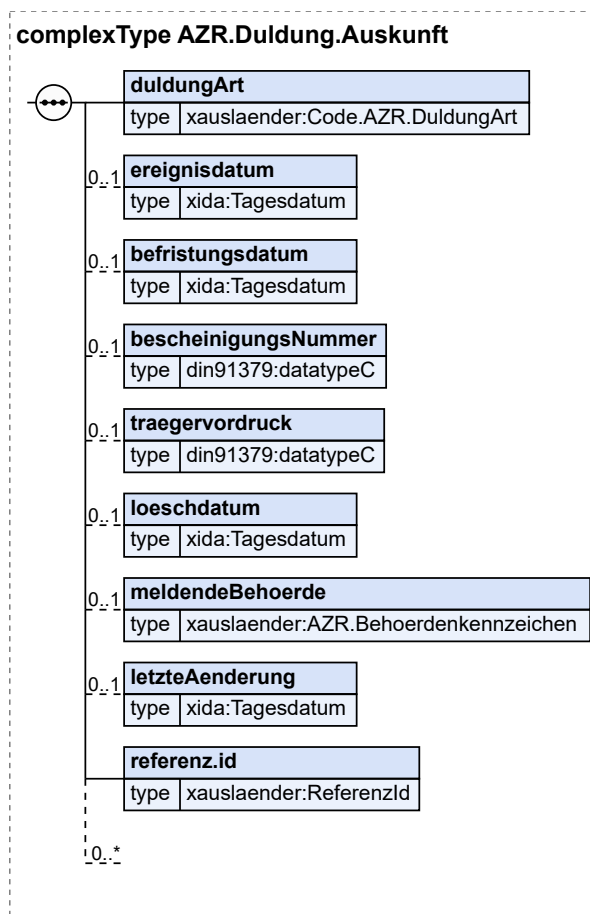 complexType AZR.Duldung.Auskunft
duldungArt
type xauslaender:Code.AZR.DuldungArt
0..1 ereignisdatum
type xida:Tagesdatum
0..1 befristungsdatum
type xida:Tagesdatum
0..1 bescheinigungsNummer
type din91379:datatypeC
0..1 traegervordruck
type din91379:datatypeC
0..1 loeschdatum
type xida:Tagesdatum
0..1 meldendeBehoerde
type xauslaender:AZR.Behoerdenkennzeichen
0..1 letzteAenderung
type xida:Tagesdatum
referenz.id
type xauslaender:ReferenzId
0..*